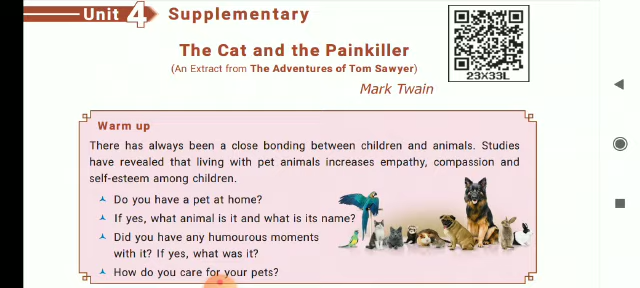 Unit 4 Supplementary
The Cat and the Painkiller
(An Extract from The Adventures of Tom Sawyer)
Mark Twain
23X33L
Warm up
There has always been a close bonding between children and animals. Studies
have revealed that living with pet animals increases empathy, compassion and
self-esteem among children.
Do you have a pet at home?
If yes, what animal is it and what is its name?
Did you have any humourous moments
with it? If yes, what was it?
How do you care for your pets?